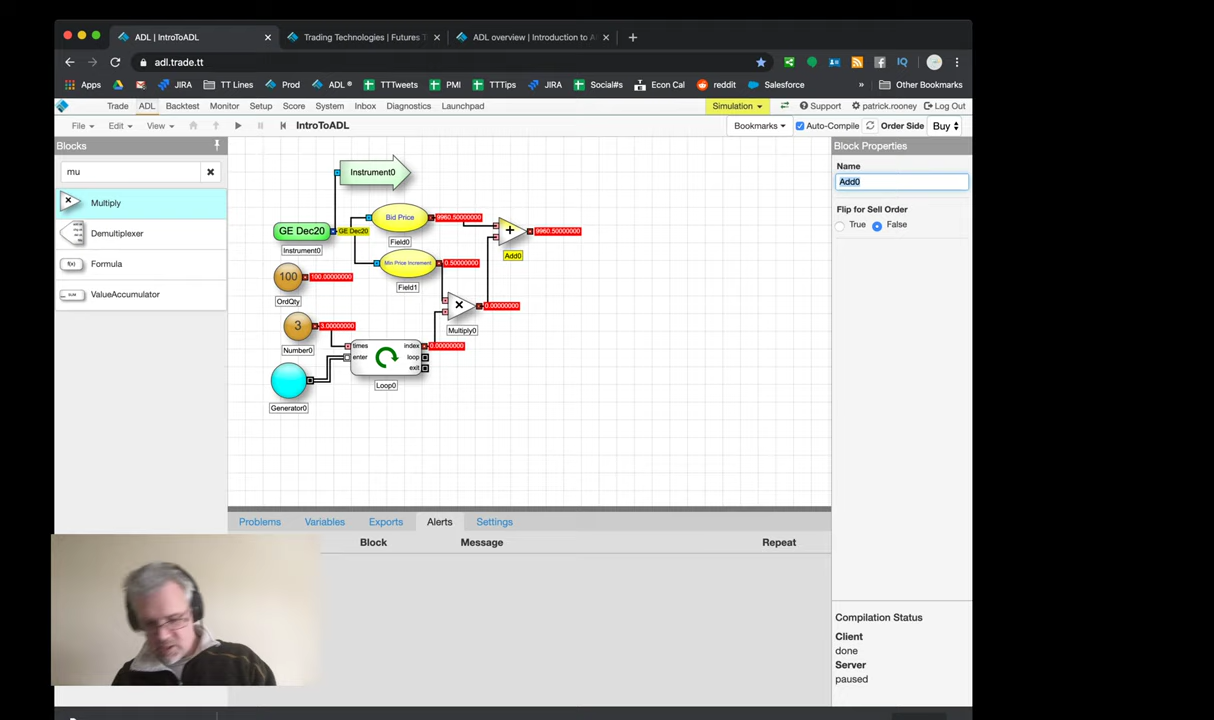 ADL | IntroToADL
Trading Technologies | Futures T
ADL overview | Introduction to A
adl.trade.tt
Apps
JIRA
TT Lines
Prod
ADL ®
TTTweets
PMI
TTTips
JIRA
Social#s
Econ Cal
reddit
Salesforce
»
Other Bookmarks
Trade
ADL
Backtest
Monitor
Setup
Score
System
Inbox
Diagnostics
Launchpad
Simulation
Support
patrick.rooney
Log Out
File
Edit
View
IntroToADL
Bookmarks
Auto-Compile
Order Side
Buy
Blocks
mu
Multiply
Demultiplexer
f(x)
Formula
SUM
ValueAccumulator
Instrument0
GE Dec20
GE Dec20
Instrument0
Bid Price
9960.50000000
Field0
Min Price Increment
0.50000000
Field1
+
9960.50000000
Add0
100
100.00000000
OrdQty
3
3.00000000
Number0
×
0.00000000
Multiply0
times
enter
index
loop
exit
0.00000000
Loop0
Generator0
Block Properties
Name
Add0
Flip for Sell Order
True
False
Problems
Variables
Exports
Alerts
Settings
Block
Message
Repeat
Compilation Status
Client
done
Server
paused